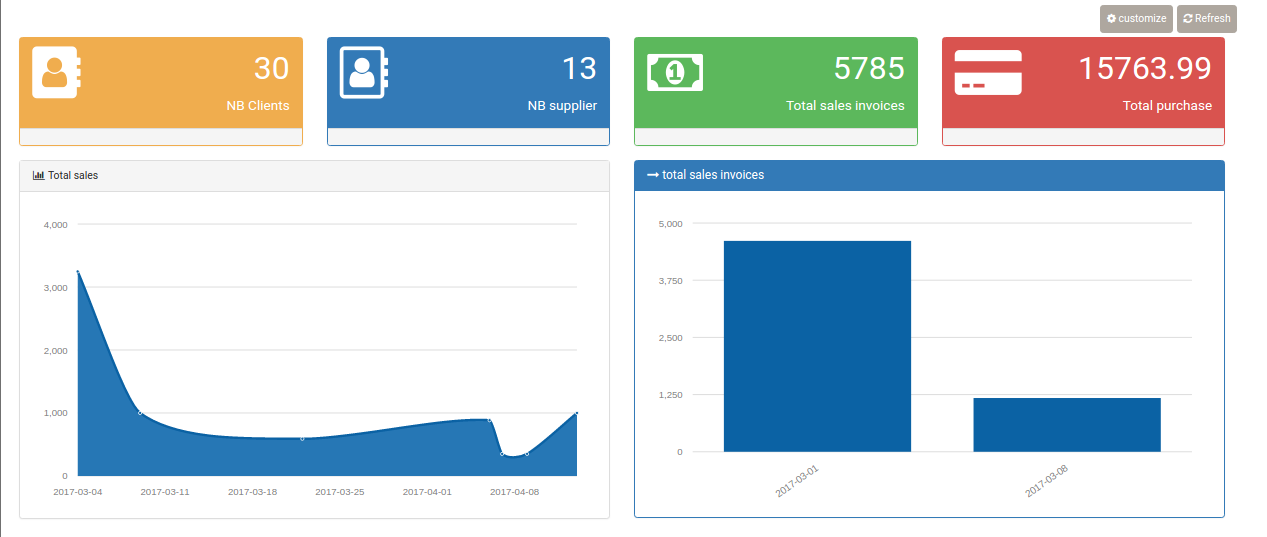 customize
Refresh
30
NB Clients
13
NB supplier
1
5785
Total sales invoices
15763.99
Total purchase
Total sales
4,000
3,000
2,000
1,000
0
2017-03-04 2017-03-11 2017-03-18 2017-03-25 2017-04-01 2017-04-08
total sales invoices
5,000
3,750
2,500
1,250
0
2017-03-01 2017-03-08